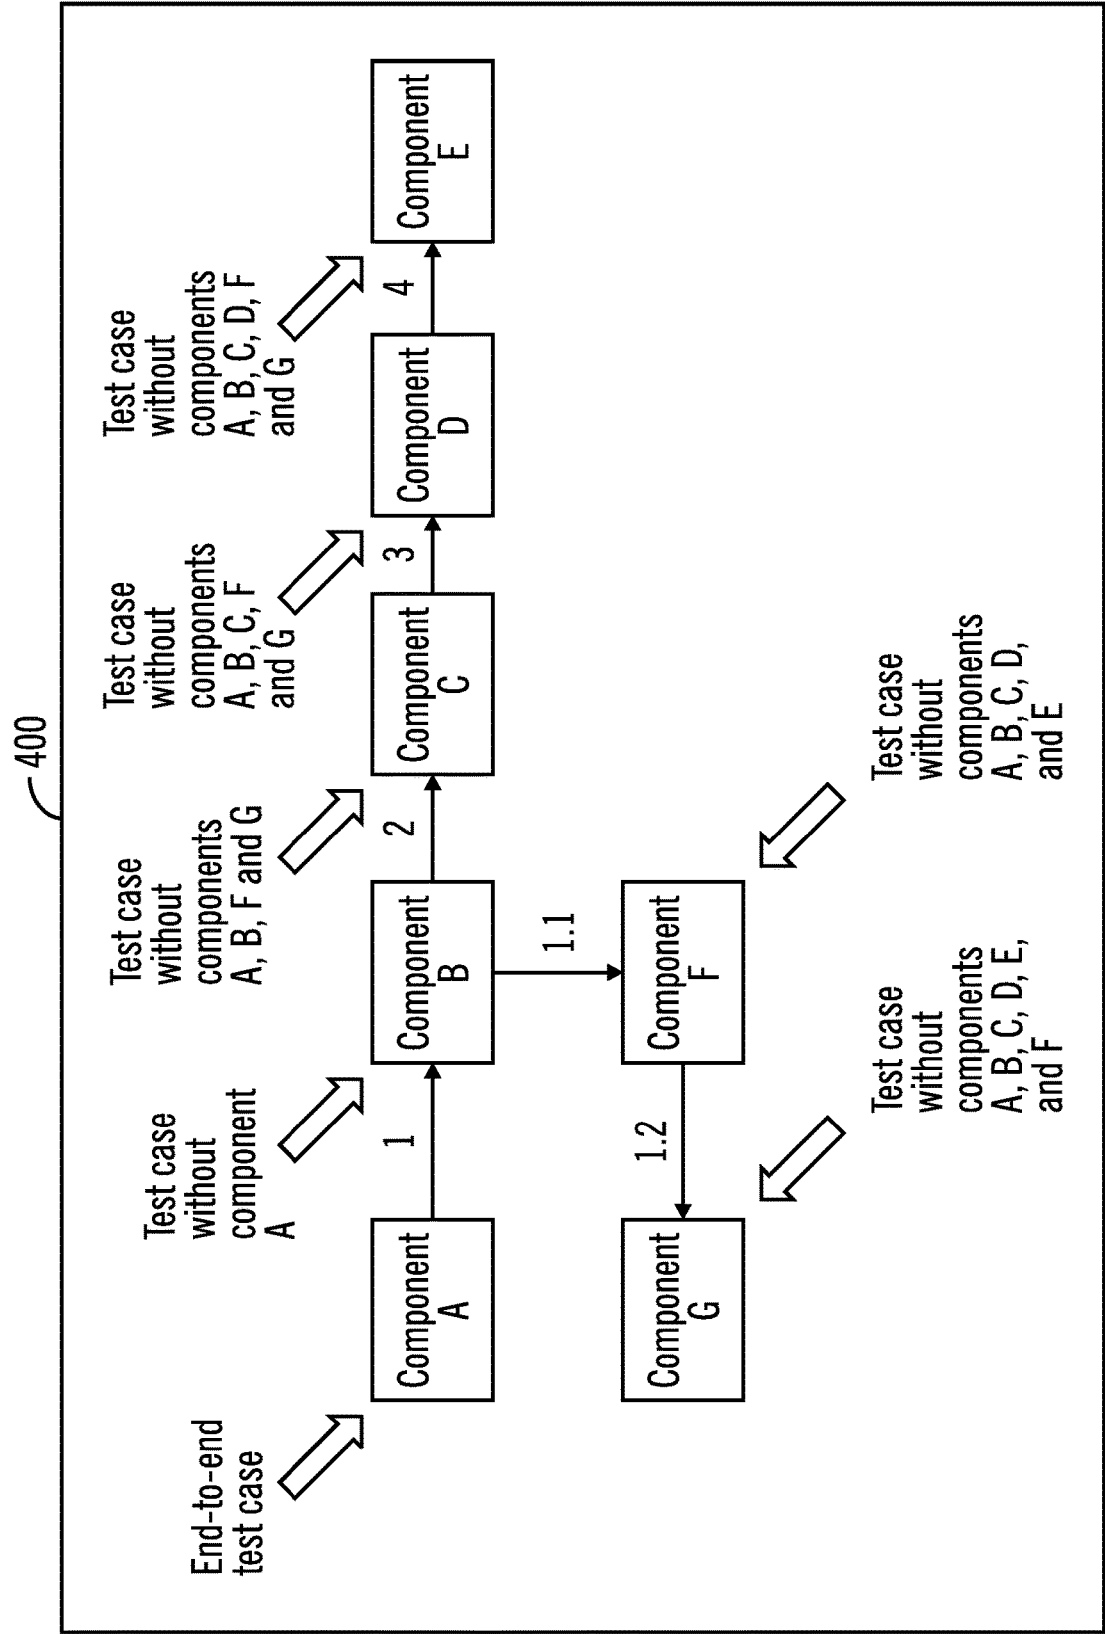 400
End-to-end
test case
Test case
without
component
A
Test case
without
components
A, B, F and G
Test case
without
components
A, B, C, F
and G
Test case
without
components
A, B, C, D, F
and G
Component
A
1
Component
B
2
Component
C
3
Component
D
4
Component
E
1.1
Component
G
1.2
Component
F
Test case
without
components
A, B, C, D, E,
and F
Test case
without
components
A, B, C, D,
and E